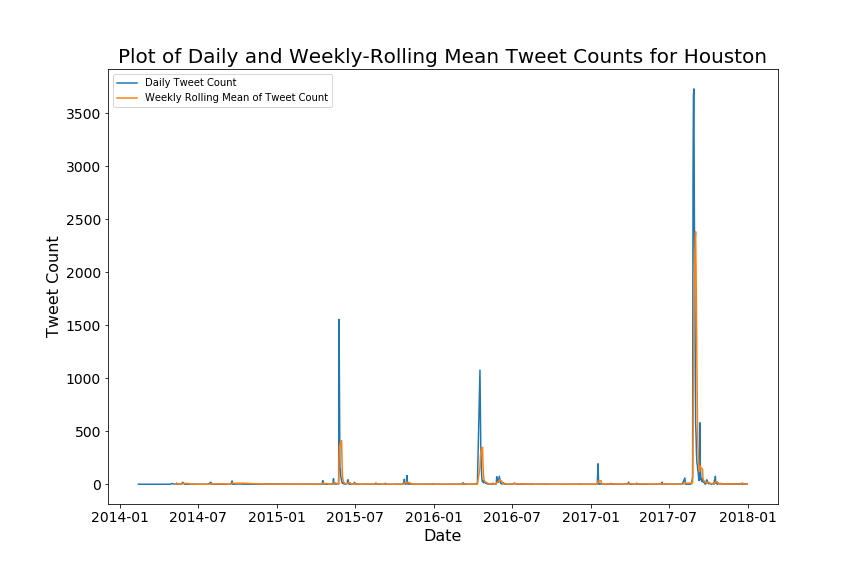 Plot of Daily and Weekly-Rolling Mean Tweet Counts for Houston
Daily Tweet Count
Weekly Rolling Mean of Tweet Count
3500
3000
2500
2000
1500
1000
500
0
Tweet Count
2014-01 2014-07 2015-01 2015-07 2016-01 2016-07 2017-01 2017-07 2018-01
Date